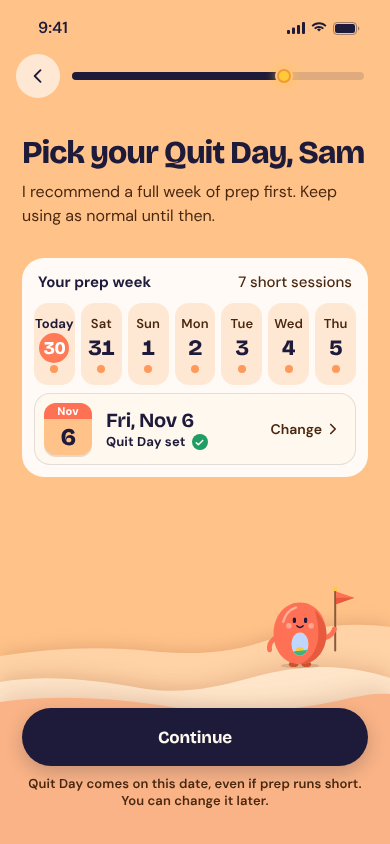 9:41
Pick your Quit Day, Sam
I recommend a full week of prep first. Keep
using as normal until then.
Your prep week
7 short sessions
Today Sat Sun Mon Tue Wed Thu
30 31 1 2 3 4 5
Nov
6
Fri, Nov 6
Quit Day set
Change
Continue
Quit Day comes on this date, even if prep runs short.
You can change it later.